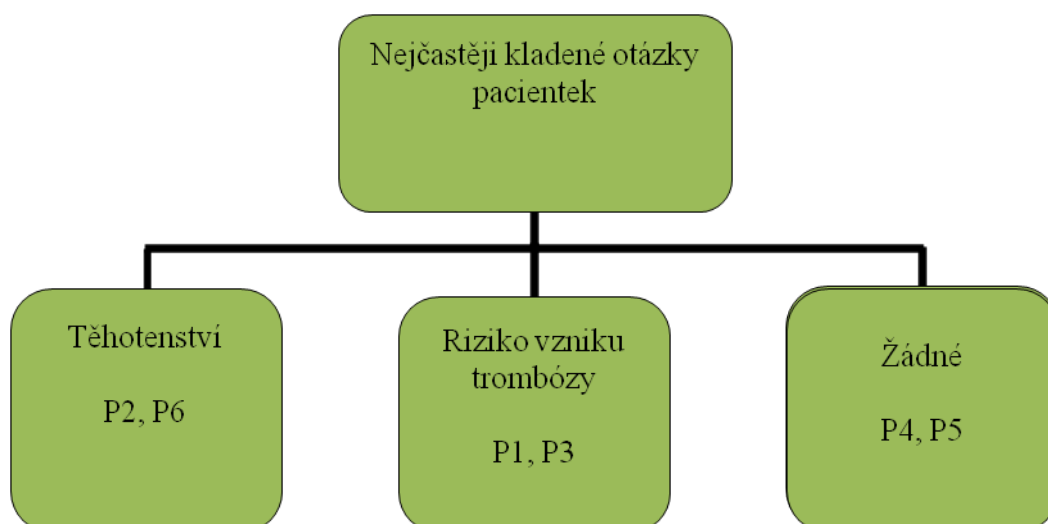 Nejčastěji kladené otázky
pacientek
Těhotenství
P2, P6
Riziko vzniku
trombózy
P1, P3
Žádné
P4, P5